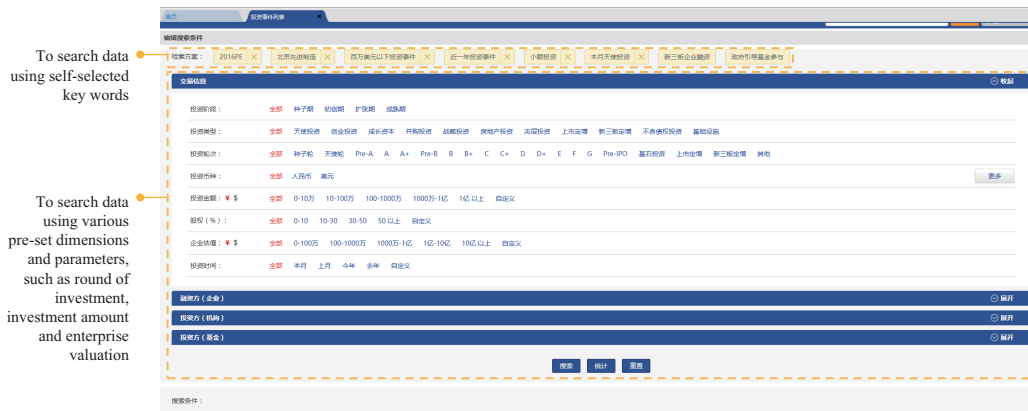 首页 投资事件列表 ×
编辑搜索条件
To search data
using self-selected
key words
检索方案： 2016PE × 北京先进制造 × 百万美元以下投资事件 × 近一年投资事件 × 小额投资 × 本月天使投资 × 新三板企业融资 政府引导基金参与
交易信息 收起
投资阶段： 全部 种子期 初创期 扩张期 成熟期
投资类型： 全部 天使投资 创业投资 成长资本 并购投资 战略投资 房地产投资 夹层投资 上市定增 新三板定增 不良债权投资 基础设施
投资轮次： 全部 种子轮 天使轮 Pre-A A A+ Pre-B B B+ C C+ D D+ E F G Pre-IPO 基石投资 上市定增 新三板定增 其他
投资币种： 全部 人民币 美元 更多
To search data
using various
pre-set dimensions
and parameters,
such as round of
investment,
investment amount
and enterprise
valuation
投资金额：¥ $ 全部 0-10万 10-100万 100-1000万 1000万-1亿 1亿以上 自定义
股权（%）： 全部 0-10 10-30 30-50 50以上 自定义
企业估值：¥ $ 全部 0-100万 100-1000万 1000万-1亿 1亿-10亿 10亿以上 自定义
投资时间： 全部 本月 上月 今年 去年 自定义
融资方（企业） 展开
投资方（机构） 展开
投资方（基金） 展开
搜索 统计 重置
搜索条件：